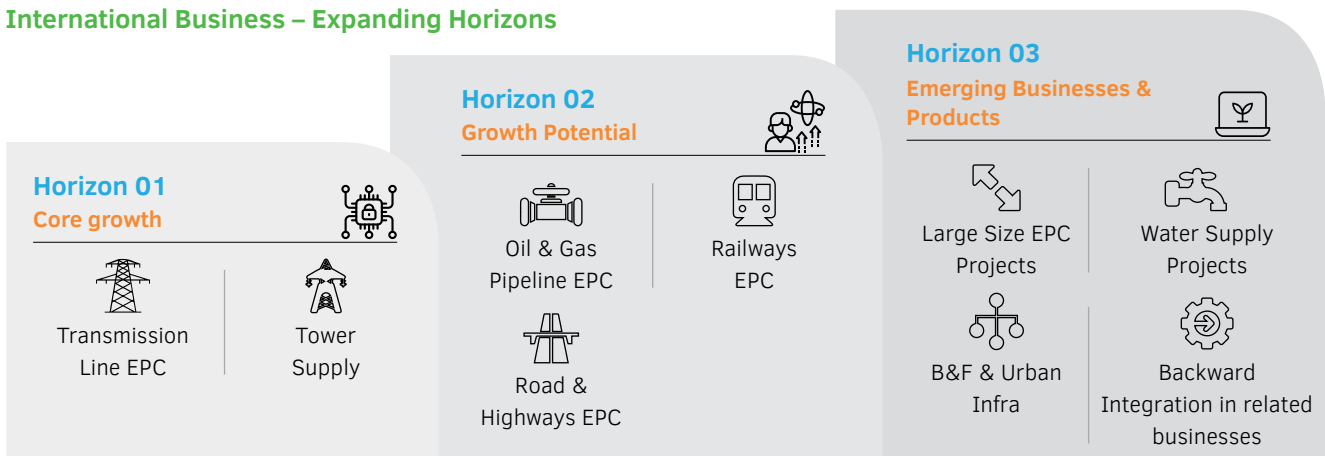 International Business – Expanding Horizons
Horizon 01
Core growth
Transmission
Line EPC
Tower
Supply
Horizon 02
Growth Potential
Oil & Gas
Pipeline EPC
Railways
EPC
Road &
Highways EPC
Horizon 03
Emerging Businesses &
Products
Large Size EPC
Projects
Water Supply
Projects
B&F & Urban
Infra
Backward
Integration in related
businesses